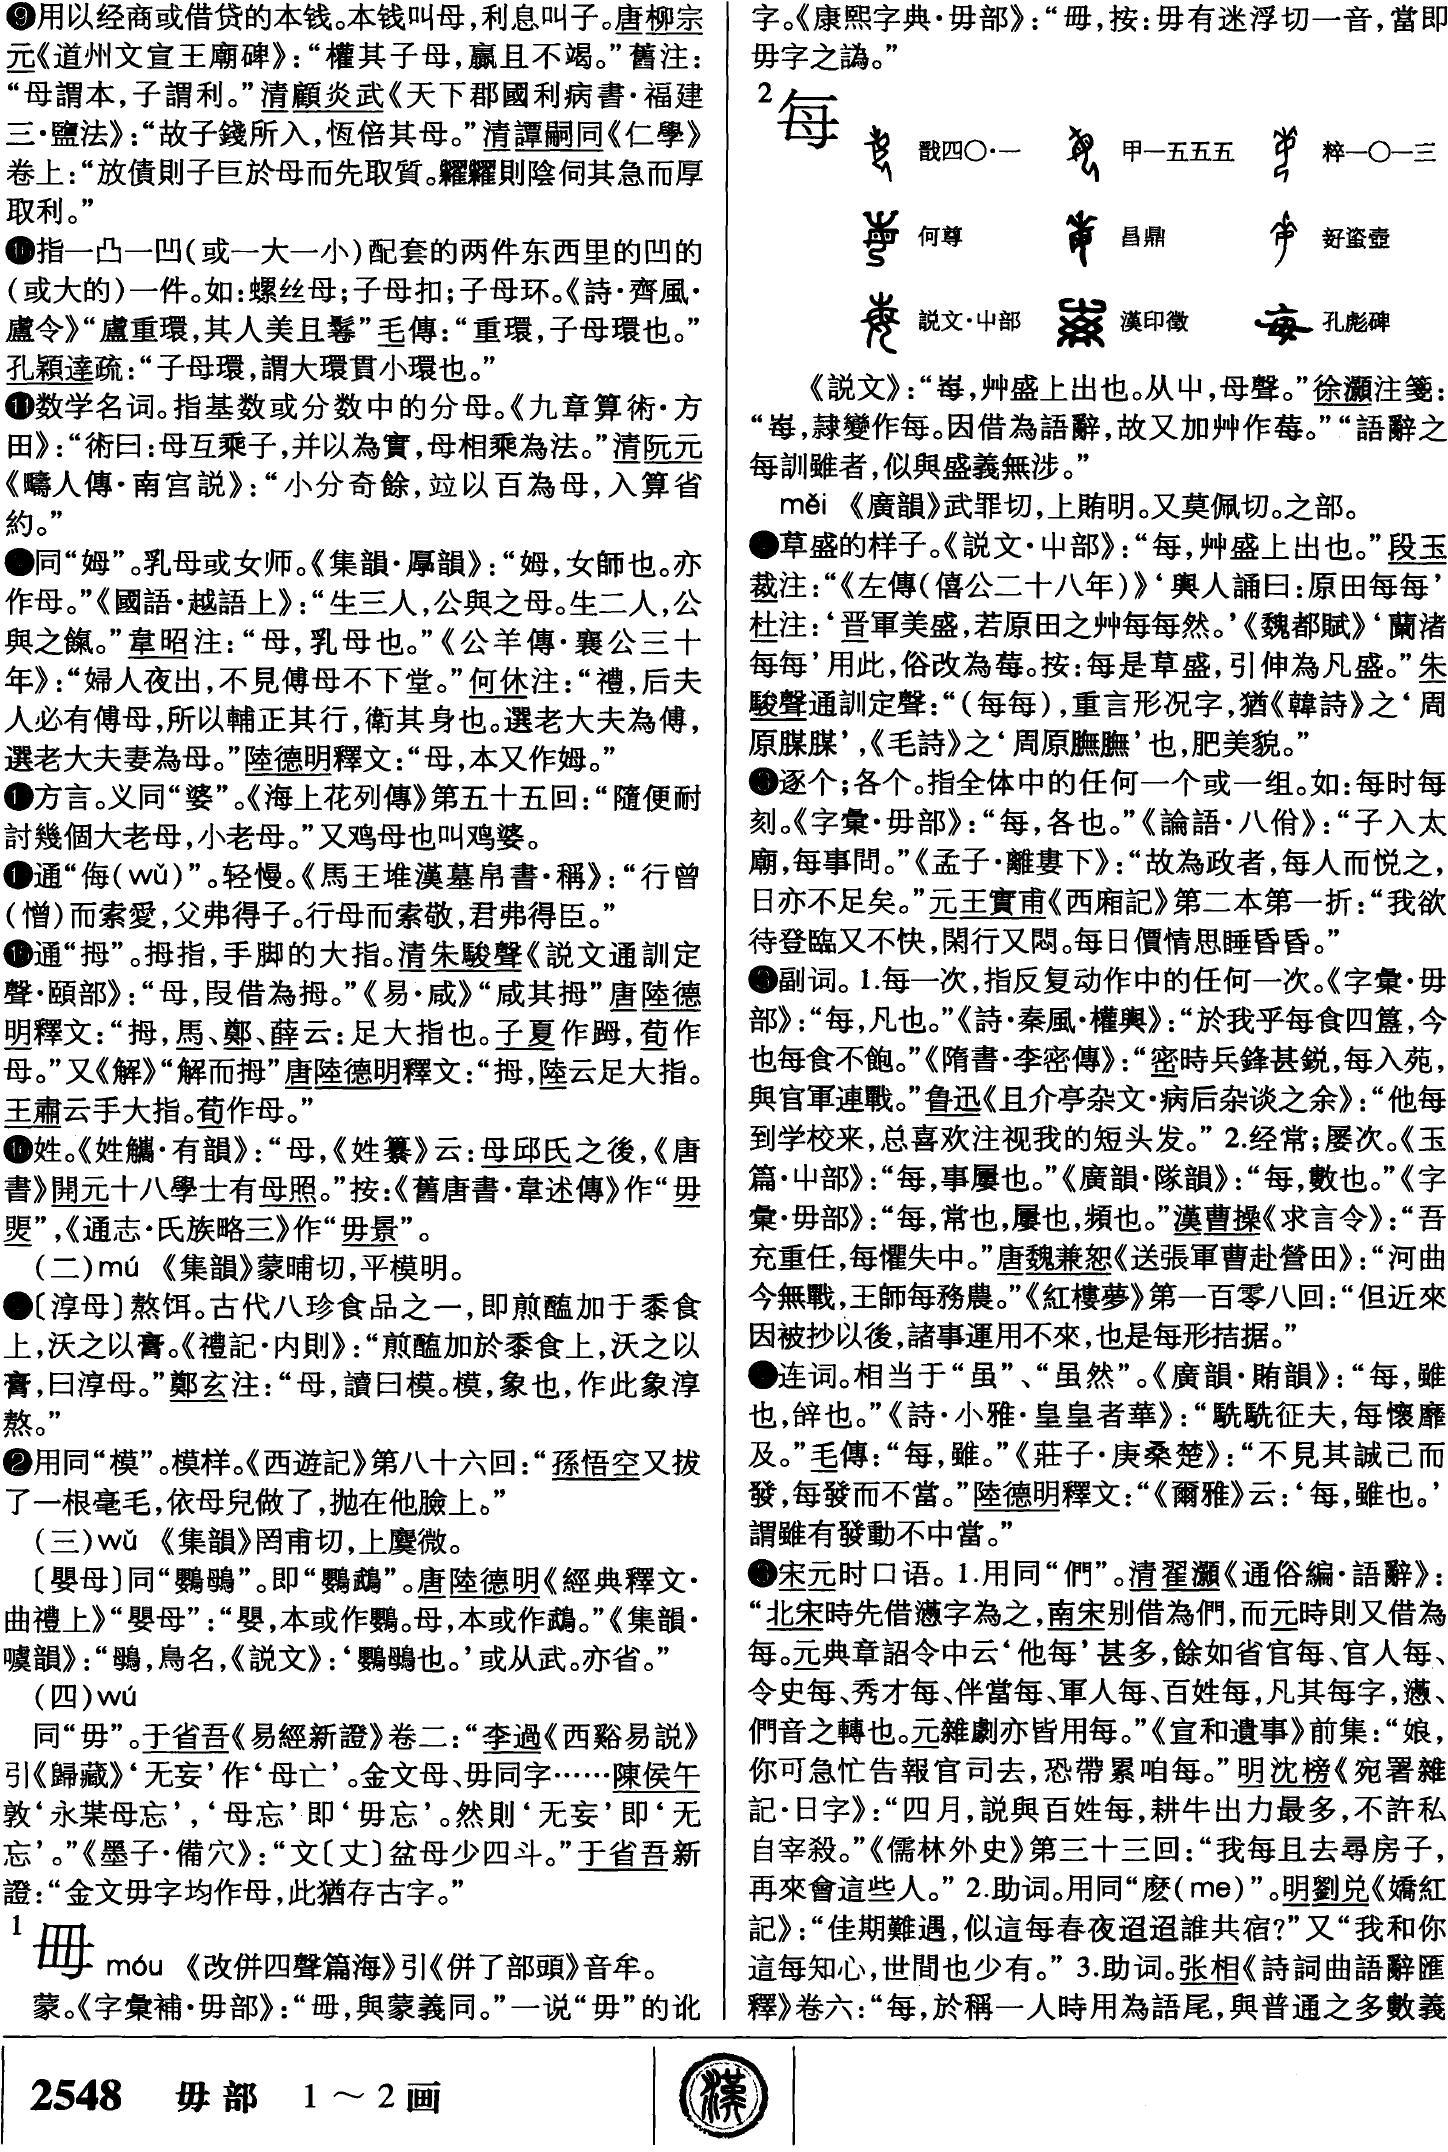 ❾用以经商或借贷的本钱。本钱叫母，利息叫子。唐柳宗
元《道州文宣王廟碑》：“權其子母，贏且不竭。”舊注：
“母謂本，子謂利。”清顧炎武《天下郡國利病書·福建
三·鹽法》：“故子錢所入，恆倍其母。”清譚嗣同《仁學》
卷上：“放債則子巨於母而先取質。糶糴則陰伺其急而厚
取利。”
❿指一凸一凹（或一大一小）配套的两件东西里的凹的
（或大的）一件。如：螺丝母；子母扣；子母环。《詩·齊風·
盧令》“盧重環，其人美且鬈”毛傳：“重環，子母環也。”
孔穎達疏：“子母環，謂大環貫小環也。”
⓫数学名词。指基数或分数中的分母。《九章算術·方
田》：“術曰：母互乘子，并以為實，母相乘為法。”清阮元
《疇人傳·南宫説》：“小分奇餘，竝以百為母，入算省
約。”
同“姆”。乳母或女师。《集韻·厚韻》：“姆，女師也。亦
作母。”《國語·越語上》：“生三人，公與之母。生二人，公
與之餼。”韋昭注：“母，乳母也。”《公羊傳·襄公三十
年》：“婦人夜出，不見傅母不下堂。”何休注：“禮，后夫
人必有傅母，所以輔正其行，衛其身也。選老大夫為傅，
選老大夫妻為母。”陸德明釋文：“母，本又作姆。”
方言。义同“婆”。《海上花列傳》第五十五回：“隨便耐
討幾個大老母，小老母。”又鸡母也叫鸡婆。
通“侮（wǔ）”。轻慢。《馬王堆漢墓帛書·稱》：“行曾
（憎）而索愛，父弗得子。行母而索敬，君弗得臣。”
通“拇”。拇指，手脚的大指。清朱駿聲《説文通訓定
聲·頤部》：“母，叚借為拇。”《易·咸》“咸其拇”唐陸德
明釋文：“拇，馬、鄭、薛云：足大指也。子夏作䟦，荀作
母。”又《解》“解而拇”唐陸德明釋文：“拇，陸云足大指。
王肅云手大指。荀作母。”
姓。《姓觿·有韻》：“母，《姓纂》云：母邱氏之後，《唐
書》開元十八學士有母照。”按：《舊唐書·韋述傳》作“毋
煚”，《通志·氏族略三》作“毋景”。
（二）mú 《集韻》蒙晡切，平模明。
〔淳母〕熬饵。古代八珍食品之一，即煎醢加于黍食
上，沃之以膏。《禮記·内則》：“煎醢加於黍食上，沃之以
膏，曰淳母。”鄭玄注：“母，讀曰模。模，象也，作此象淳
熬。”
❷用同“模”。模样。《西遊記》第八十六回：“孫悟空又拔
了一根毫毛，依母兒做了，抛在他臉上。”
（三）wǔ 《集韻》罔甫切，上麌微。
〔嬰母〕同“鸚䳇”。即“鸚鵡”。唐陸德明《經典釋文·
曲禮上》“嬰母”：“嬰，本或作鸚。母，本或作鵡。”《集韻·
噳韻》：“䳇，鳥名，《説文》：‘鸚䳇也。’或从武。亦省。”
（四）wú
同“毋”。于省吾《易經新證》卷二：“李過《西谿易説》
引《歸藏》‘无妄’作‘母亡’。金文母、毋同字……陳侯午
敦‘永枼母忘’，‘母忘’即‘毋忘’。然則‘无妄’即‘无
忘’。”《墨子·備穴》：“文〔丈〕盆母少四斗。”于省吾新
證：“金文毋字均作母，此猶存古字。”
1
毌 móu 《改併四聲篇海》引《併了部頭》音牟。
蒙。《字彙補·毋部》：“毌，與蒙義同。”一说“毋”的讹
字。《康熙字典·毋部》：“毌，按：毋有迷浮切一音，當即
毋字之譌。”
2 每
戩四〇·一 甲一五五五 粹一〇一三
何尊 昌鼎 𡚽盗壺
説文·屮部 漢印徵 孔彪碑
《説文》：“𡴕，艸盛上出也。从屮，母聲。”徐灝注箋：
“𡴕，隸變作每。因借為語辭，故又加艸作莓。”“語辭之
每訓雖者，似與盛義無涉。”
měi 《廣韻》武罪切，上賄明。又莫佩切。之部。
草盛的样子。《説文·屮部》：“每，艸盛上出也。”段玉
裁注：“《左傳（僖公二十八年）》‘輿人誦曰：原田每每’
杜注：‘晋軍美盛，若原田之艸每每然。’《魏都賦》‘蘭渚
每每’用此，俗改為莓。按：每是草盛，引伸為凡盛。”朱
駿聲通訓定聲：“（每每），重言形况字，猶《韓詩》之‘周
原腜腜’，《毛詩》之‘周原膴膴’也，肥美貌。”
逐个；各个。指全体中的任何一个或一组。如：每时每
刻。《字彙·毋部》：“每，各也。”《論語·八佾》：“子入太
廟，每事問。”《孟子·離婁下》：“故為政者，每人而悦之，
日亦不足矣。”元王實甫《西廂記》第二本第一折：“我欲
待登臨又不快，閑行又悶。每日價情思睡昏昏。”
副词。1.每一次，指反复动作中的任何一次。《字彙·毋
部》：“每，凡也。”《詩·秦風·權輿》：“於我乎每食四簋，今
也每食不飽。”《隋書·李密傳》：“密時兵鋒甚鋭，每入苑，
與官軍連戰。”鲁迅《且介亭杂文·病后杂谈之余》：“他每
到学校来，总喜欢注视我的短头发。” 2.经常；屡次。《玉
篇·屮部》：“每，事屢也。”《廣韻·隊韻》：“每，數也。”《字
彙·毋部》：“每，常也，屢也，頻也。”漢曹操《求言令》：“吾
充重任，每懼失中。”唐魏兼恕《送張軍曹赴營田》：“河曲
今無戰，王師每務農。”《紅樓夢》第一百零八回：“但近來
因被抄以後，諸事運用不來，也是每形拮据。”
连词。相当于“虽”、“虽然”。《廣韻·賄韻》：“每，雖
也，辤也。”《詩·小雅·皇皇者華》：“駪駪征夫，每懷靡
及。”毛傳：“每，雖。”《莊子·庚桑楚》：“不見其誠己而
發，每發而不當。”陸德明釋文：“《爾雅》云：‘每，雖也。’
謂雖有發動不中當。”
宋元时口语。1.用同“們”。清翟灝《通俗編·語辭》：
“北宋時先借懑字為之，南宋别借為們，而元時則又借為
每。元典章詔令中云‘他每’甚多，餘如省官每、官人每、
令史每、秀才每、伴當每、軍人每、百姓每，凡其每字，懑、
們音之轉也。元雜劇亦皆用每。”《宣和遺事》前集：“娘，
你可急忙告報官司去，恐帶累咱每。”明沈榜《宛署雜
記·日字》：“四月，説與百姓每，耕牛出力最多，不許私
自宰殺。”《儒林外史》第三十三回：“我每且去尋房子，
再來會這些人。” 2.助词。用同“麽（me）”。明劉兑《嬌紅
記》：“佳期難遇，似這每春夜迢迢誰共宿？”又“我和你
這每知心，世間也少有。” 3.助词。张相《詩詞曲語辭匯
釋》卷六：“每，於稱一人時用為語尾，與普通之多數義
2548 毋部 1～2画
漢